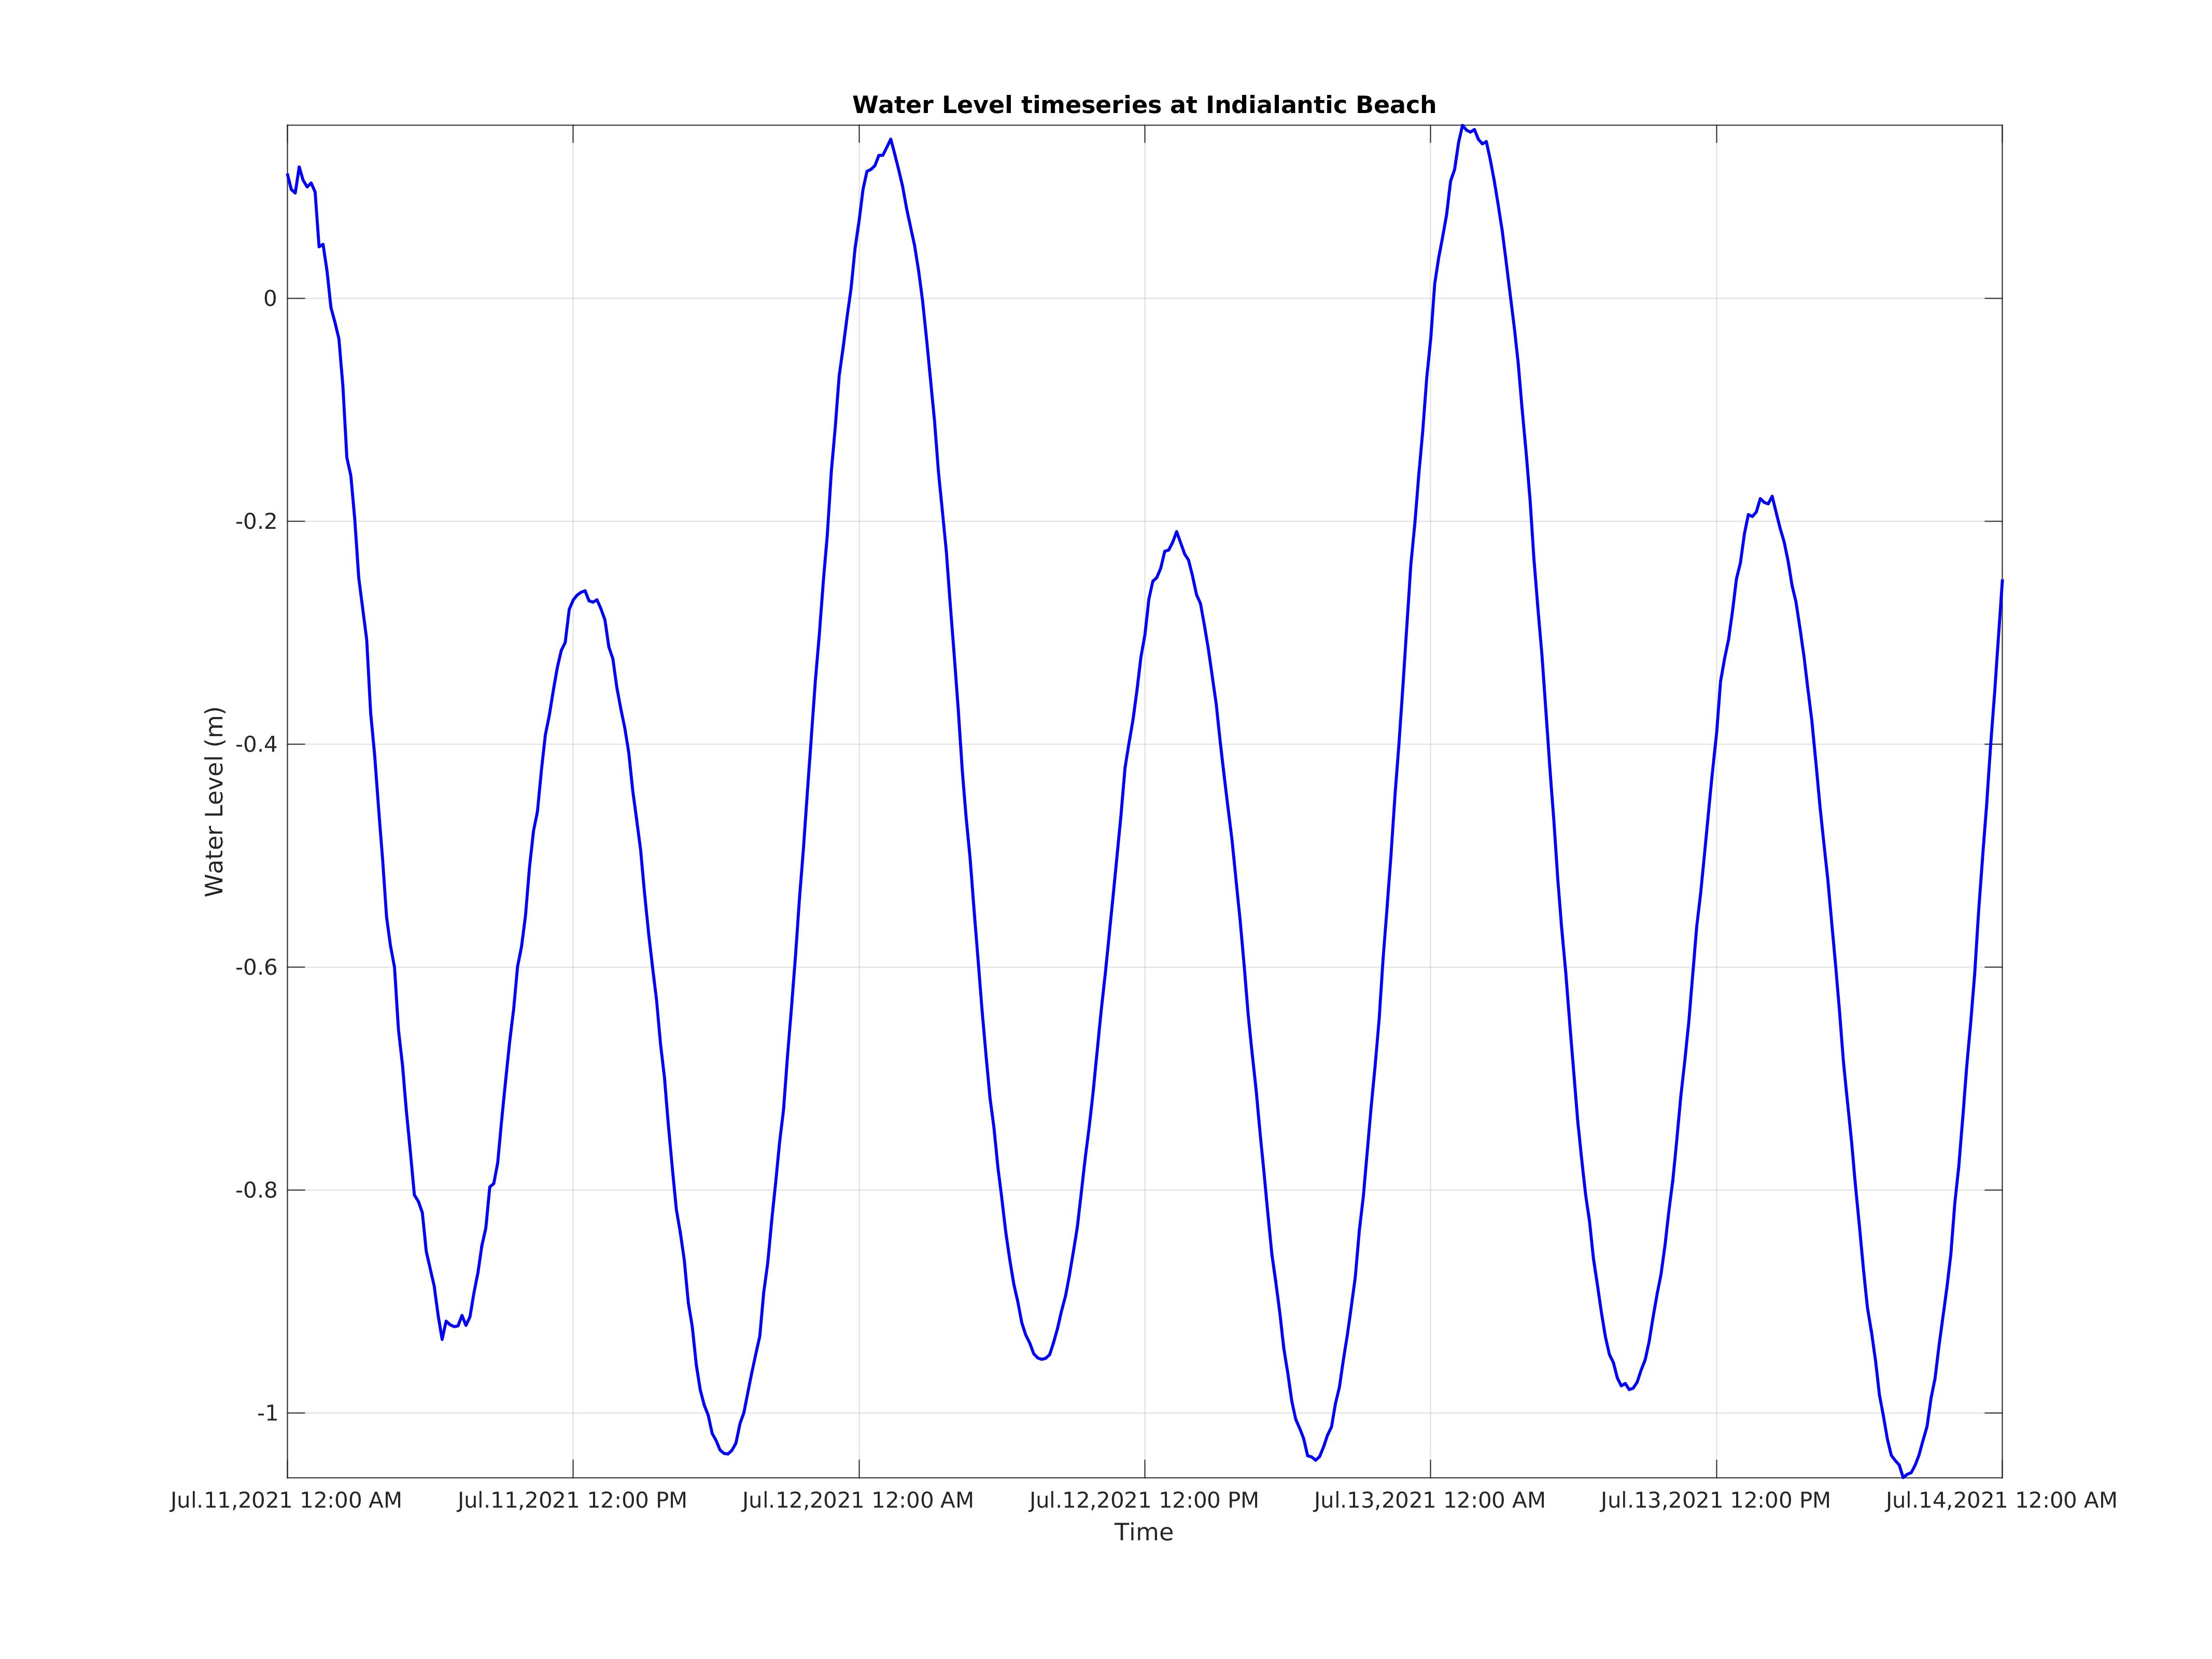 Water Level timeseries at Indialantic Beach
0
-0.2
-0.4
-0.6
-0.8
-1
Water Level (m)
Jul.11,2021 12:00 AM
Jul.11,2021 12:00 PM
Jul.12,2021 12:00 AM
Jul.12,2021 12:00 PM
Jul.13,2021 12:00 AM
Jul.13,2021 12:00 PM
Jul.14,2021 12:00 AM
Time